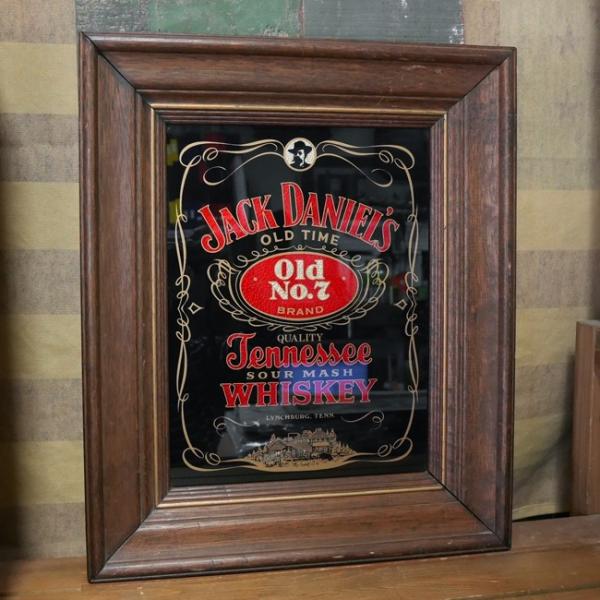 JACK DANIEL'S
OLD TIME
Old
No.7
BRAND
QUALITY
Tennessee
SOUR MASH
WHISKEY
LYNCHBURG, TENN.